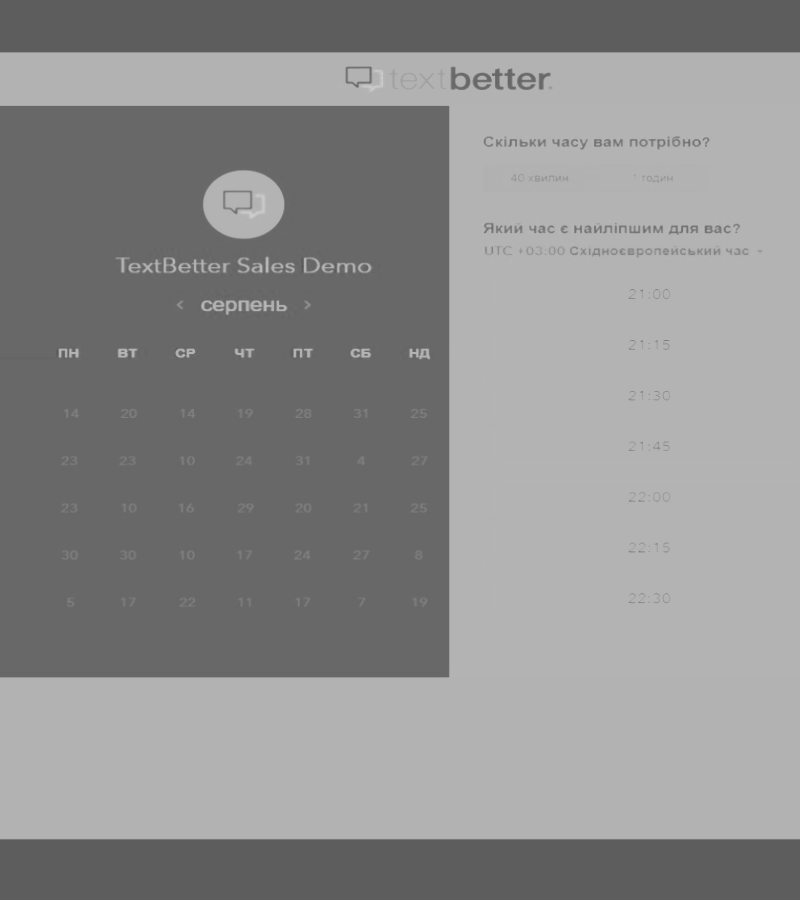 textbetter.
TextBetter Sales Demo
< серпень >
ПН ВТ СР ЧТ ПТ СБ НД
14 20 14 19 28 31 25
23 23 10 24 31 4 27
23 10 16 29 20 21 25
30 30 10 17 24 27 8
5 17 22 11 17 7 19
Скільки часу вам потрібно?
40 хвилин 1 годин
Який час є найліпшим для вас?
UTC +03:00 Східноєвропейський час
21:00
21:15
21:30
21:45
22:00
22:15
22:30